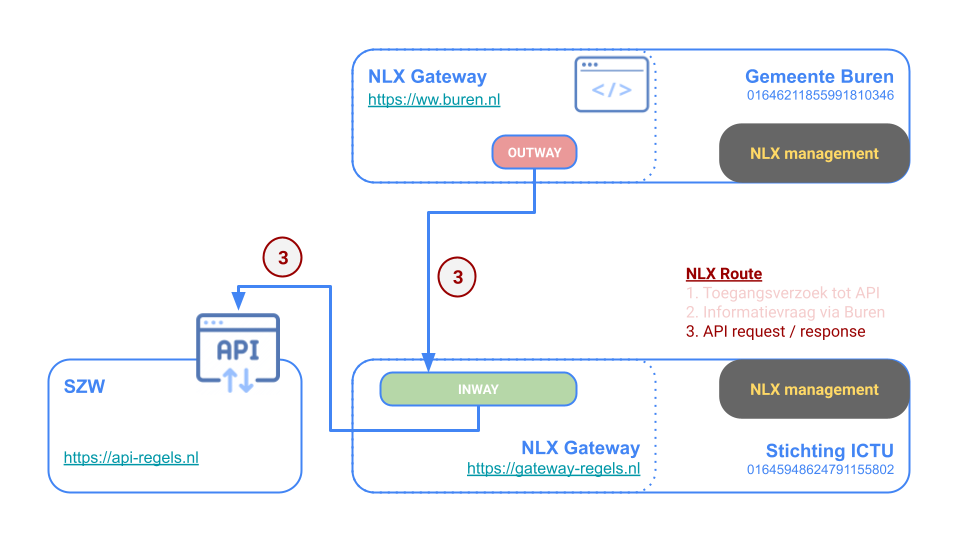 NLX Gateway
https://ww.buren.nl
</>
Gemeente Buren
01646211855991810346
OUTWAY
NLX management
3
3
NLX Route
1. Toegangsverzoek tot API
2. Informatievraag via Buren
3. API request / response
API
SZW
https://api-regels.nl
INWAY
NLX management
NLX Gateway
https://gateway-regels.nl
Stichting ICTU
01645948624791155802